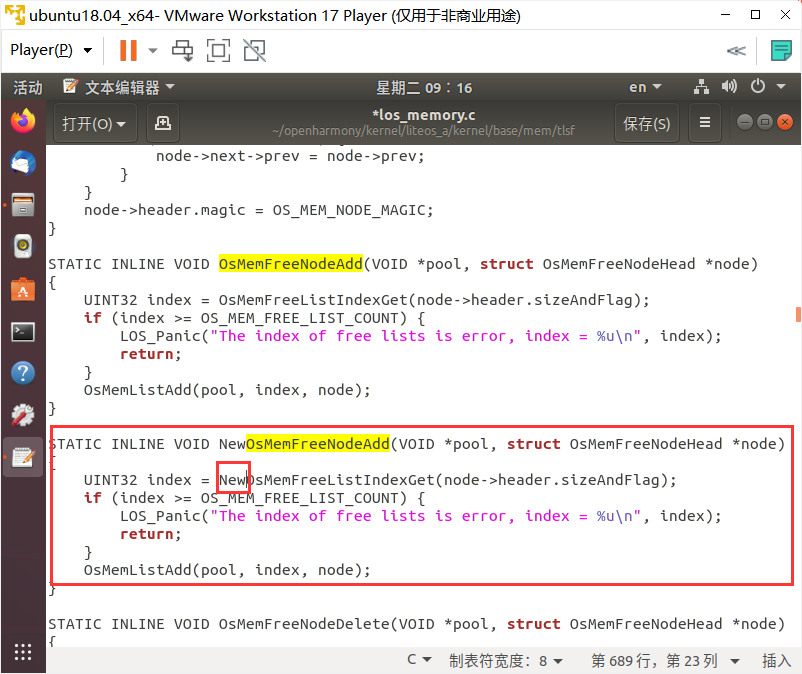 ubuntu18.04_x64- VMware Workstation 17 Player (仅用于非商业用途)
Player(P)
活动 文本编辑器 星期二 09：16 en
打开(O) *los_memory.c 保存(S)
~/openharmony/kernel/liteos_a/kernel/base/mem/tlsf
node->next->prev = node->prev;
}
}
node->header.magic = OS_MEM_NODE_MAGIC;
}
STATIC INLINE VOID OsMemFreeNodeAdd(VOID *pool, struct OsMemFreeNodeHead *node)
{
UINT32 index = OsMemFreeListIndexGet(node->header.sizeAndFlag);
if (index >= OS_MEM_FREE_LIST_COUNT) {
LOS_Panic("The index of free lists is error, index = %u\n", index);
return;
}
OsMemListAdd(pool, index, node);
}
STATIC INLINE VOID NewOsMemFreeNodeAdd(VOID *pool, struct OsMemFreeNodeHead *node)
{
UINT32 index = NewOsMemFreeListIndexGet(node->header.sizeAndFlag);
if (index >= OS_MEM_FREE_LIST_COUNT) {
LOS_Panic("The index of free lists is error, index = %u\n", index);
return;
}
OsMemListAdd(pool, index, node);
}
STATIC INLINE VOID OsMemFreeNodeDelete(VOID *pool, struct OsMemFreeNodeHead *node)
{
C 制表符宽度：8 第 689 行，第 23 列 插入